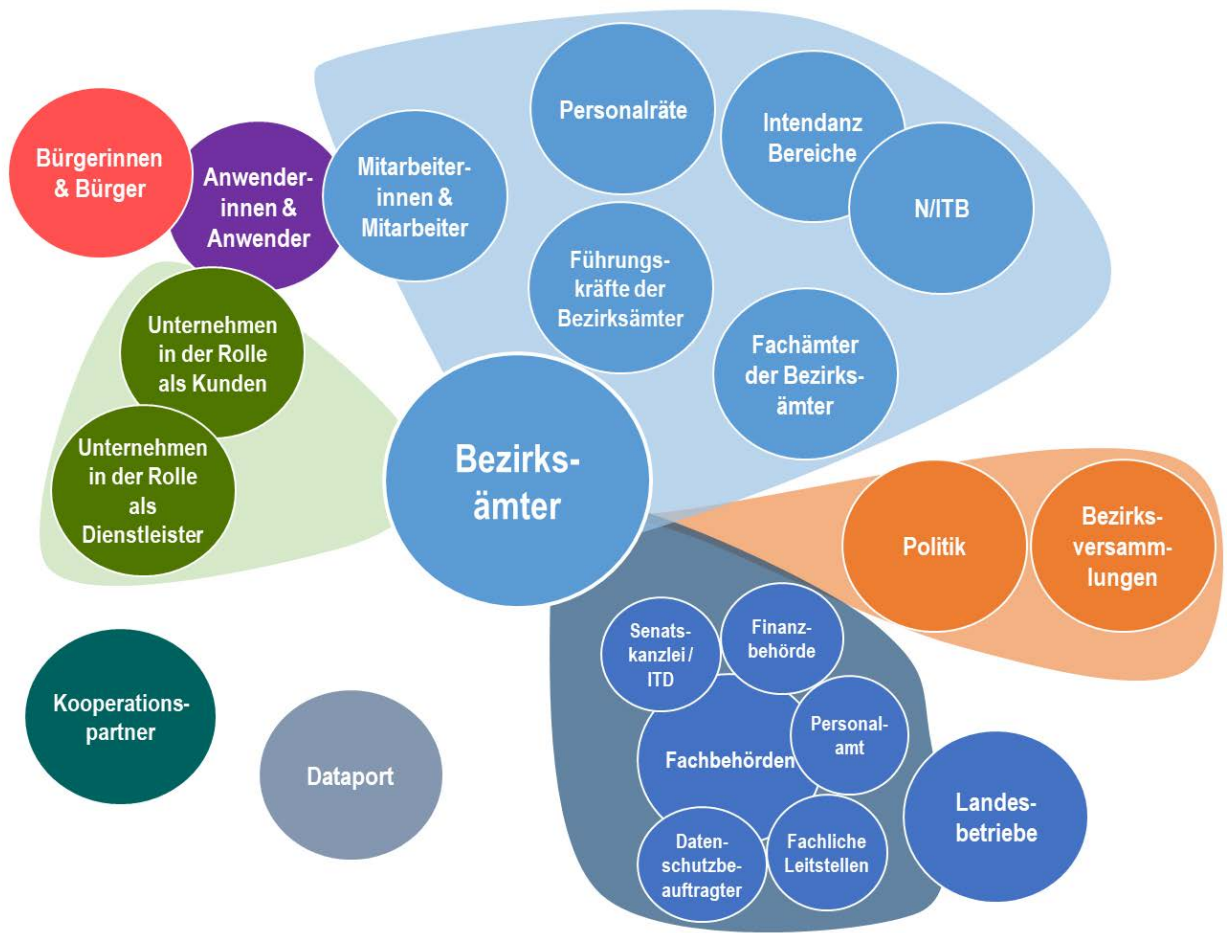 Personalräte
Intendanz
Bereiche
N/ITB
Bürgerinnen
& Bürger
Anwender-
innen &
Anwender
Mitarbeiter-
innen &
Mitarbeiter
Führungs-
kräfte der
Bezirksämter
Fachämter
der Bezirks-
ämter
Unternehmen
in der Rolle
als Kunden
Unternehmen
in der Rolle
als
Dienstleister
Bezirks-
ämter
Politik
Bezirks-
versamm-
lungen
Senats-
kanzlei /
ITD
Finanz-
behörde
Personal-
amt
Fachbehörden
Daten-
schutzbe-
auftragter
Fachliche
Leitstellen
Landes-
betriebe
Kooperations-
partner
Dataport